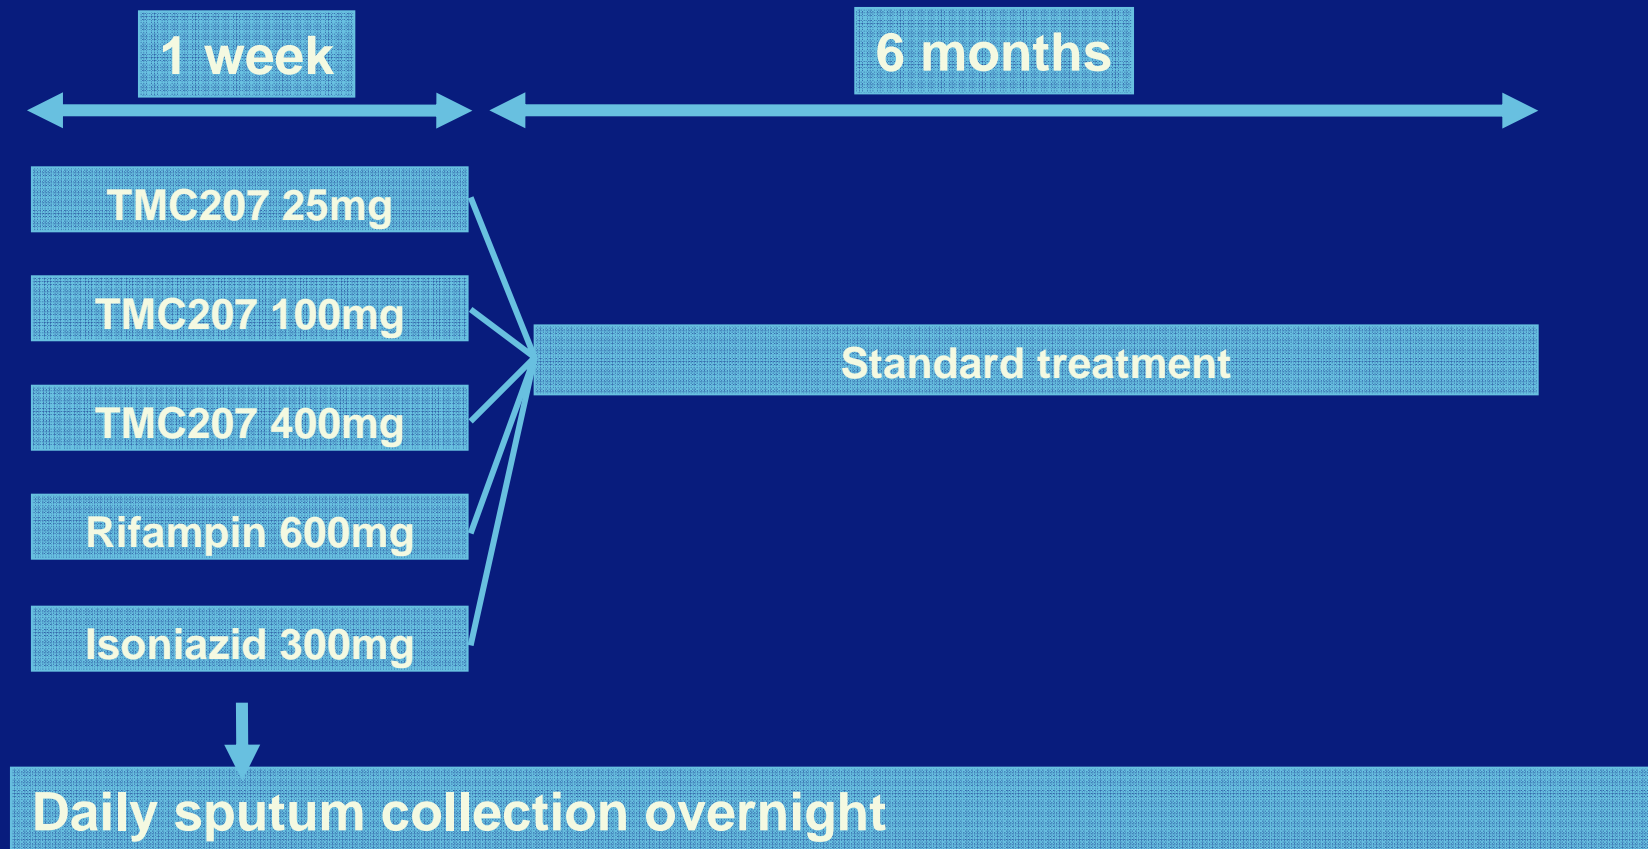 1 week
6 months
TMC207 25mg
TMC207 100mg
TMC207 400mg
Rifampin 600mg
Isoniazid 300mg
Standard treatment
Daily sputum collection overnight